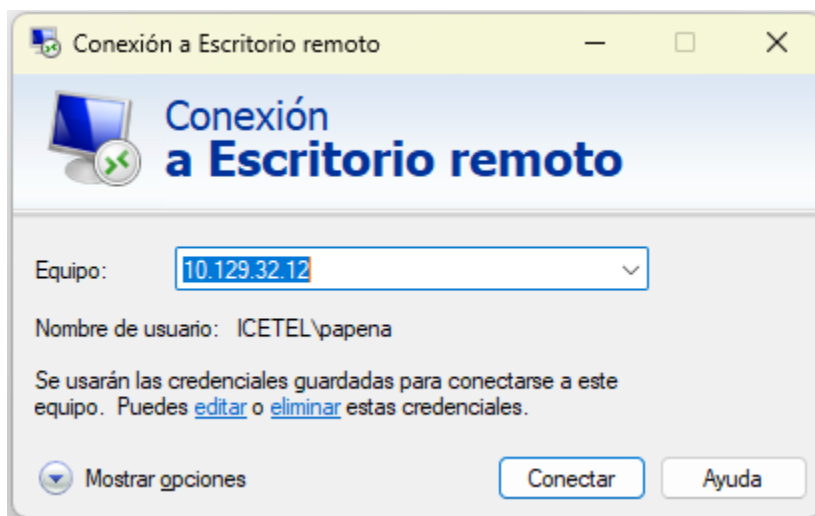 Conexión a Escritorio remoto
Conexión
a Escritorio remoto
Equipo: 10.129.32.12
Nombre de usuario: ICETEL\papena
Se usarán las credenciales guardadas para conectarse a este
equipo. Puedes editar o eliminar estas credenciales.
Mostrar opciones Conectar Ayuda